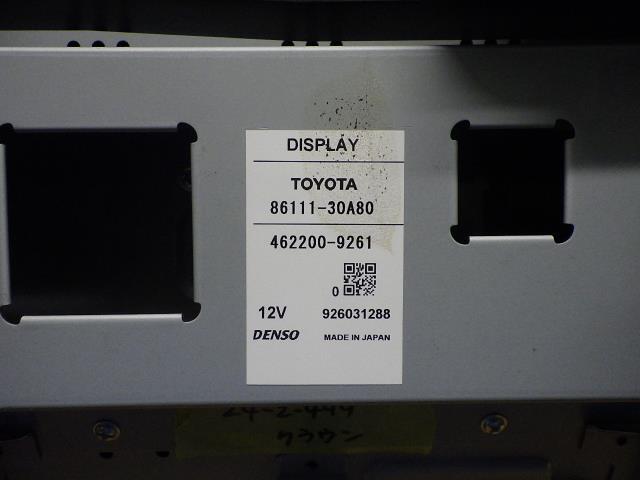 DISPLAY
TOYOTA
86111-30A80
462200-9261
0
12V 926031288
DENSO MADE IN JAPAN
24-2-499
クラウン